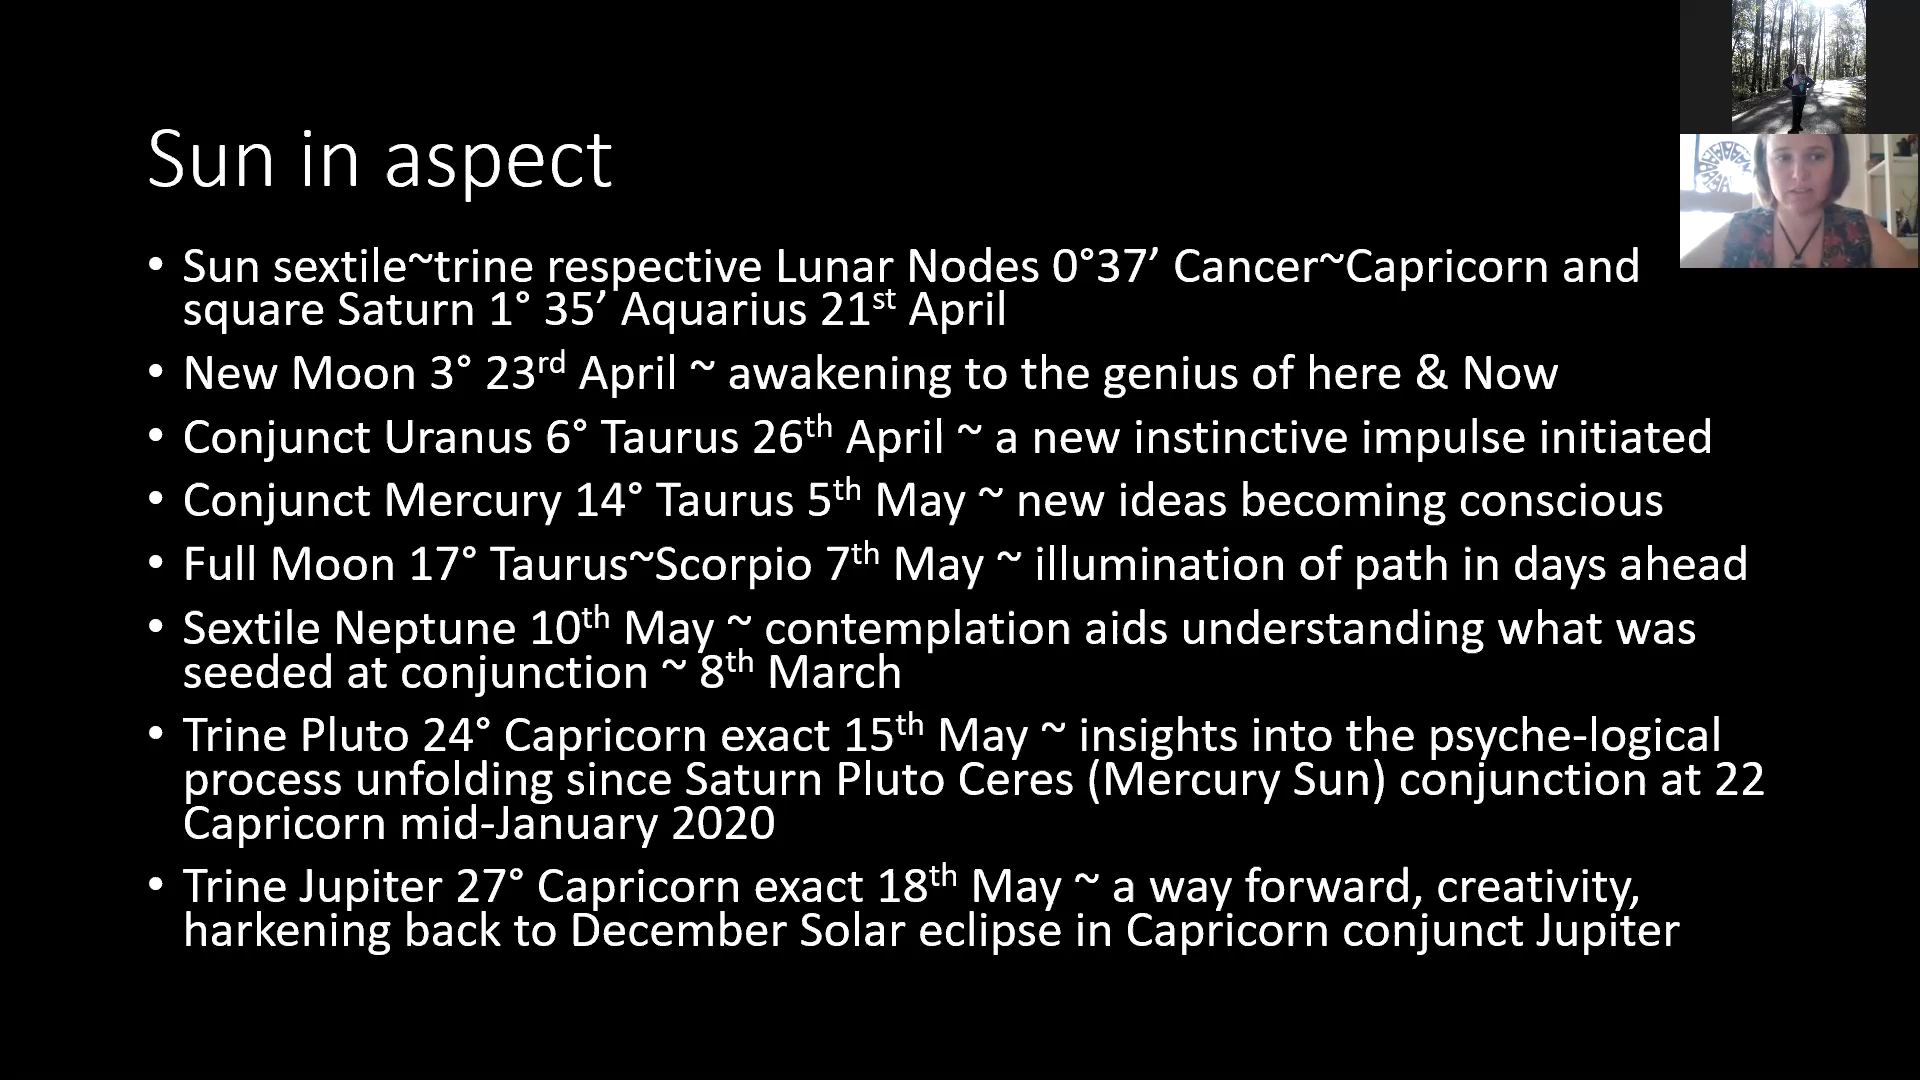 Sun in aspect
• Sun sextile~trine respective Lunar Nodes 0°37’ Cancer~Capricorn and
square Saturn 1° 35’ Aquarius 21st April
• New Moon 3° 23rd April ~ awakening to the genius of here & Now
• Conjunct Uranus 6° Taurus 26th April ~ a new instinctive impulse initiated
• Conjunct Mercury 14° Taurus 5th May ~ new ideas becoming conscious
• Full Moon 17° Taurus~Scorpio 7th May ~ illumination of path in days ahead
• Sextile Neptune 10th May ~ contemplation aids understanding what was
seeded at conjunction ~ 8th March
• Trine Pluto 24° Capricorn exact 15th May ~ insights into the psyche-logical
process unfolding since Saturn Pluto Ceres (Mercury Sun) conjunction at 22
Capricorn mid-January 2020
• Trine Jupiter 27° Capricorn exact 18th May ~ a way forward, creativity,
harkening back to December Solar eclipse in Capricorn conjunct Jupiter